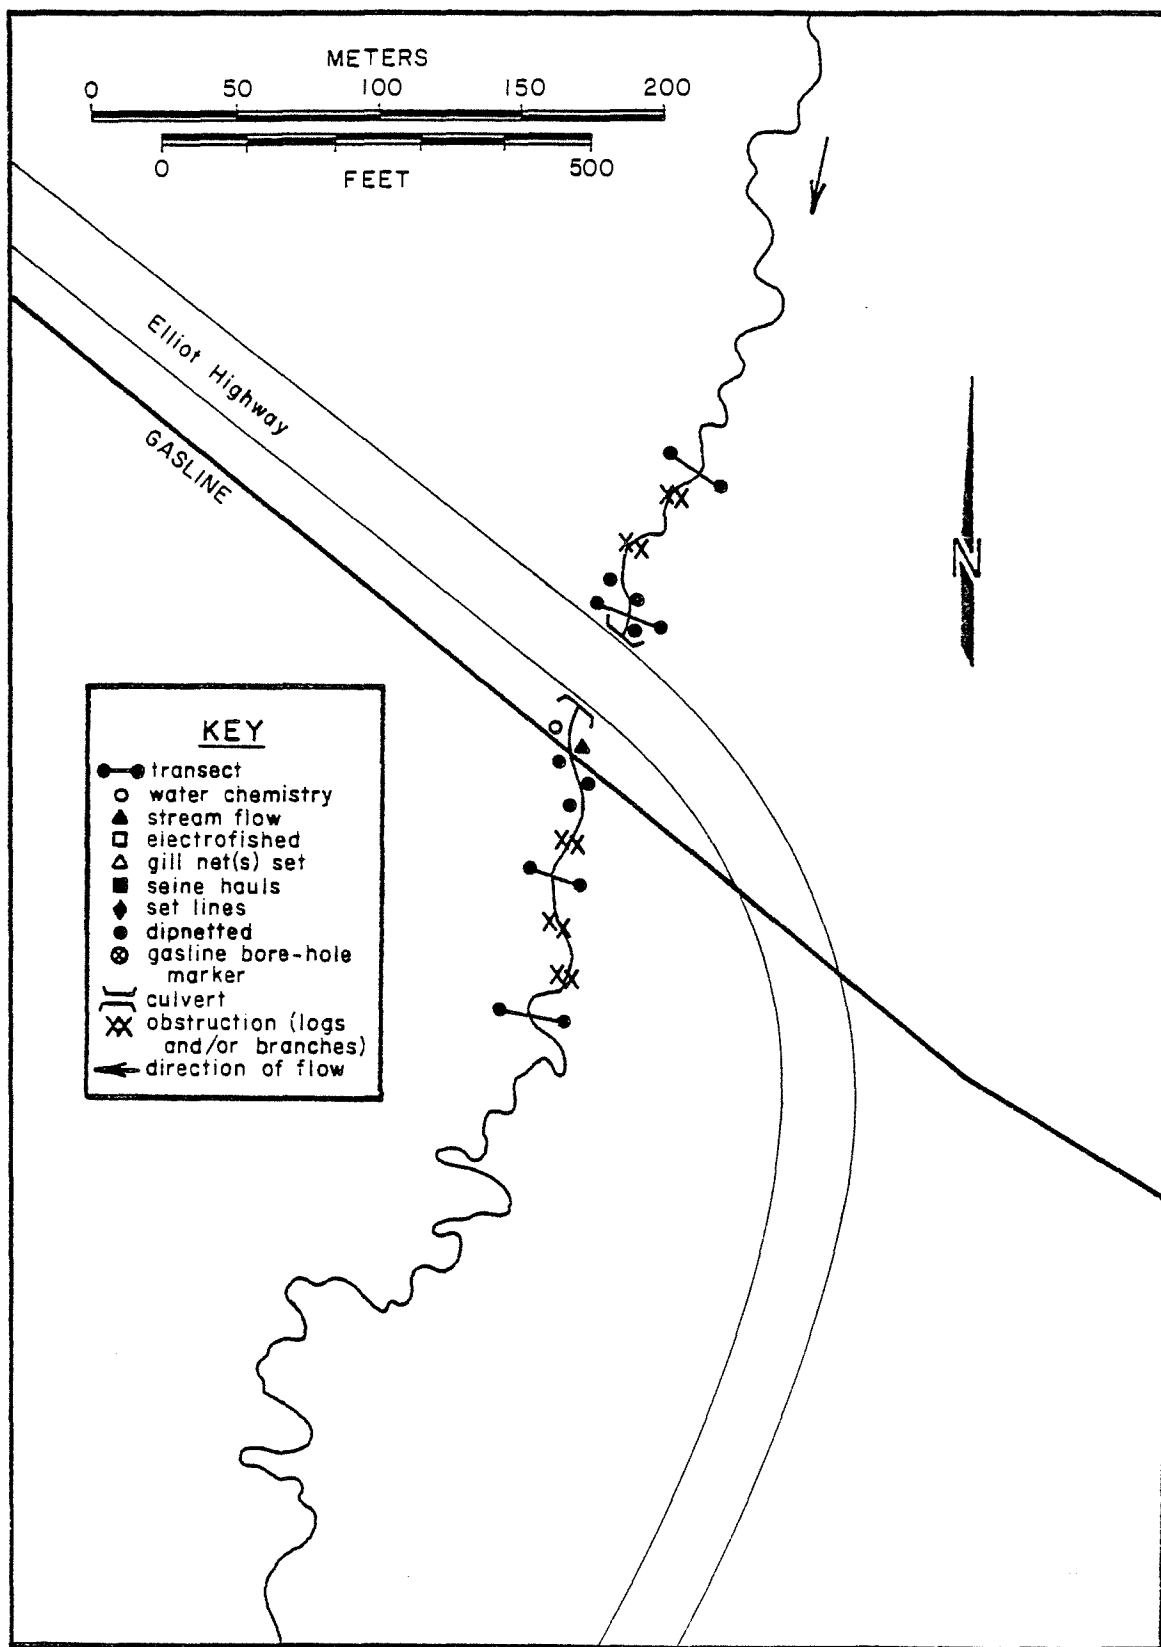 METERS
0 50 100 150 200
0 500
FEET
Elliot Highway
GASLINE
N
KEY
transect
water chemistry
stream flow
electrofished
gill net(s) set
seine hauls
set lines
dipnetted
gasline bore-hole
marker
culvert
obstruction (logs
and/or branches)
direction of flow